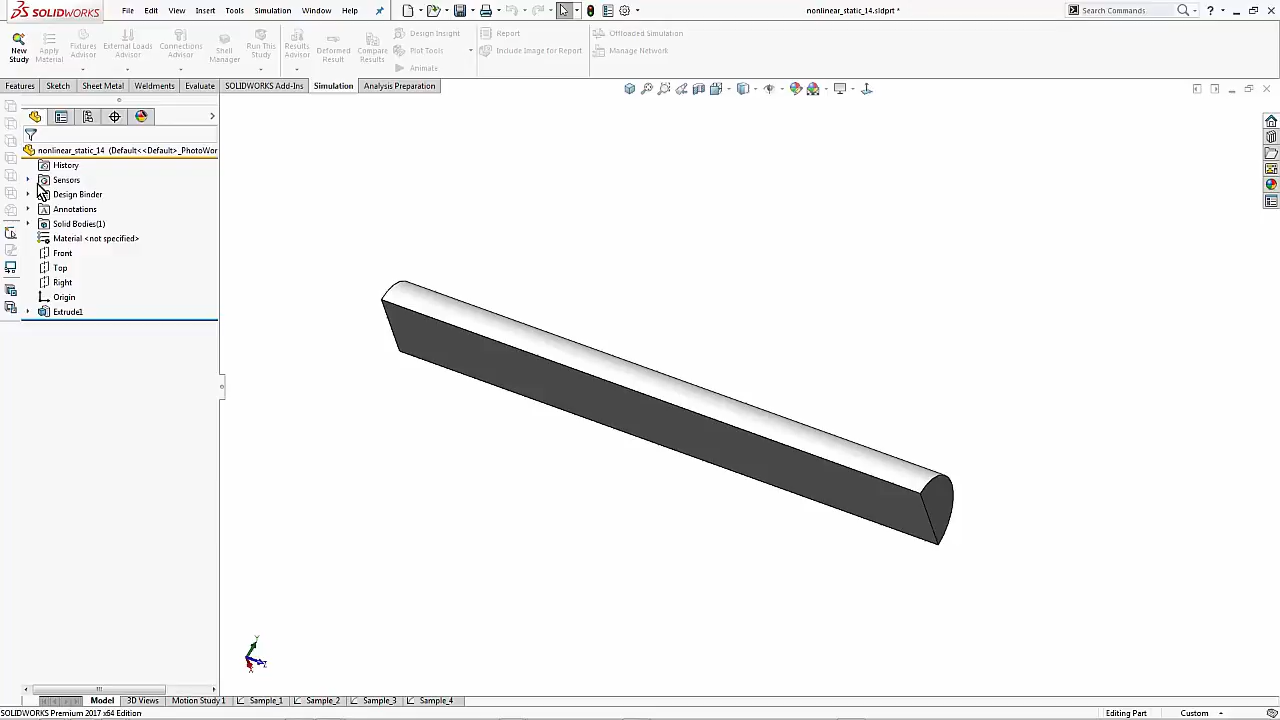 SOLIDWORKS File Edit View Insert Tools Simulation Window Help nonlinear_static_14.sldprt * Search Commands
New Study
Apply Material
Fixtures Advisor
External Loads Advisor
Connections Advisor
Shell Manager
Run This Study
Results Advisor
Deformed Result
Compare Results
Design Insight
Plot Tools
Animate
Report
Include Image for Report
Offloaded Simulation
Manage Network
Features Sketch Sheet Metal Weldments Evaluate SOLIDWORKS Add-Ins Simulation Analysis Preparation
nonlinear_static_14 (Default<<Default>_PhotoWor
History
Sensors
Design Binder
Annotations
Solid Bodies(1)
Material <not specified>
Front
Top
Right
Origin
Extrude1
Y
Z
X
Model 3D Views Motion Study 1 Sample_1 Sample_2 Sample_3 Sample_4
SOLIDWORKS Premium 2017 x64 Edition Editing Part Custom